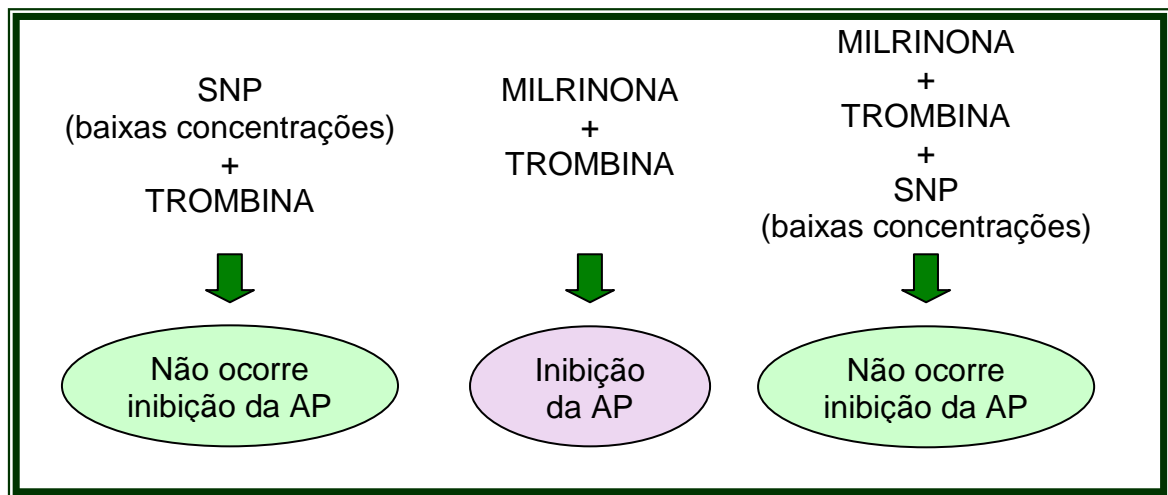 SNP
(baixas concentrações)
+
TROMBINA
Não ocorre
inibição da AP
MILRINONA
+
TROMBINA
Inibição
da AP
MILRINONA
+
TROMBINA
+
SNP
(baixas concentrações)
Não ocorre
inibição da AP